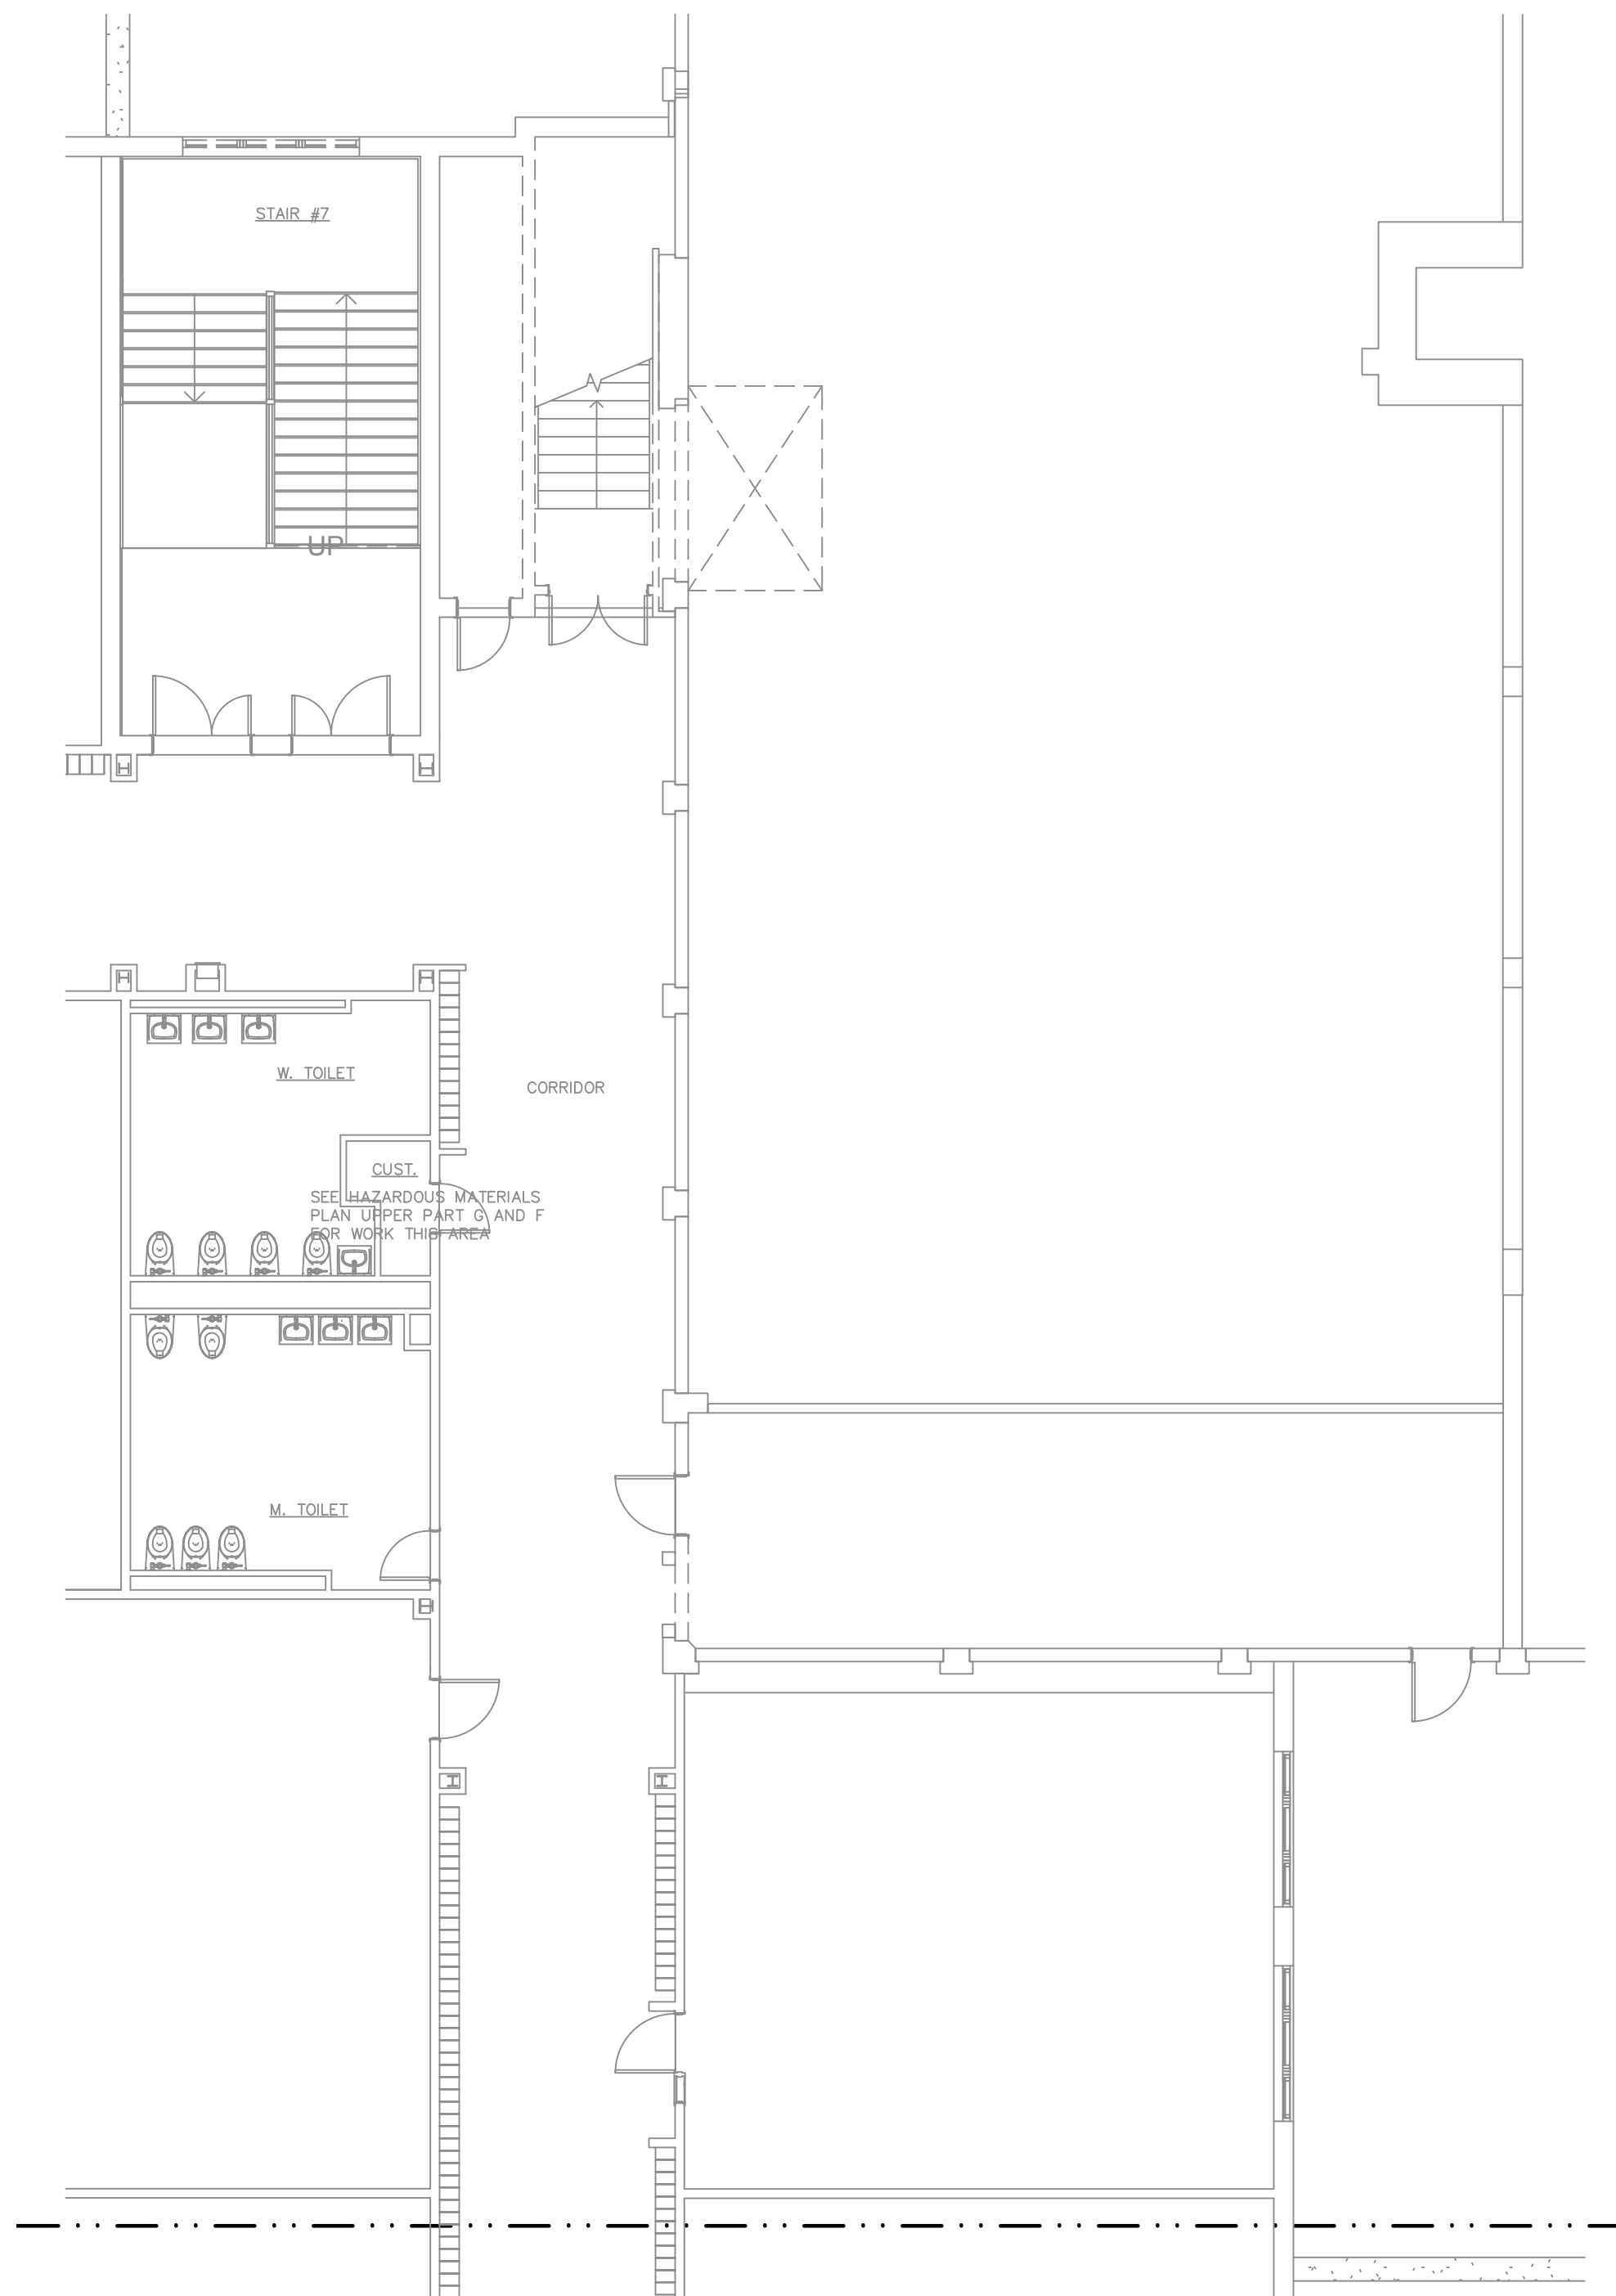 STAIR #7
UP
W. TOILET
CORRIDOR
CUST.
SEE HAZARDOUS MATERIALS
PLAN UPPER PART G AND F
FOR WORK THIS AREA
M. TOILET